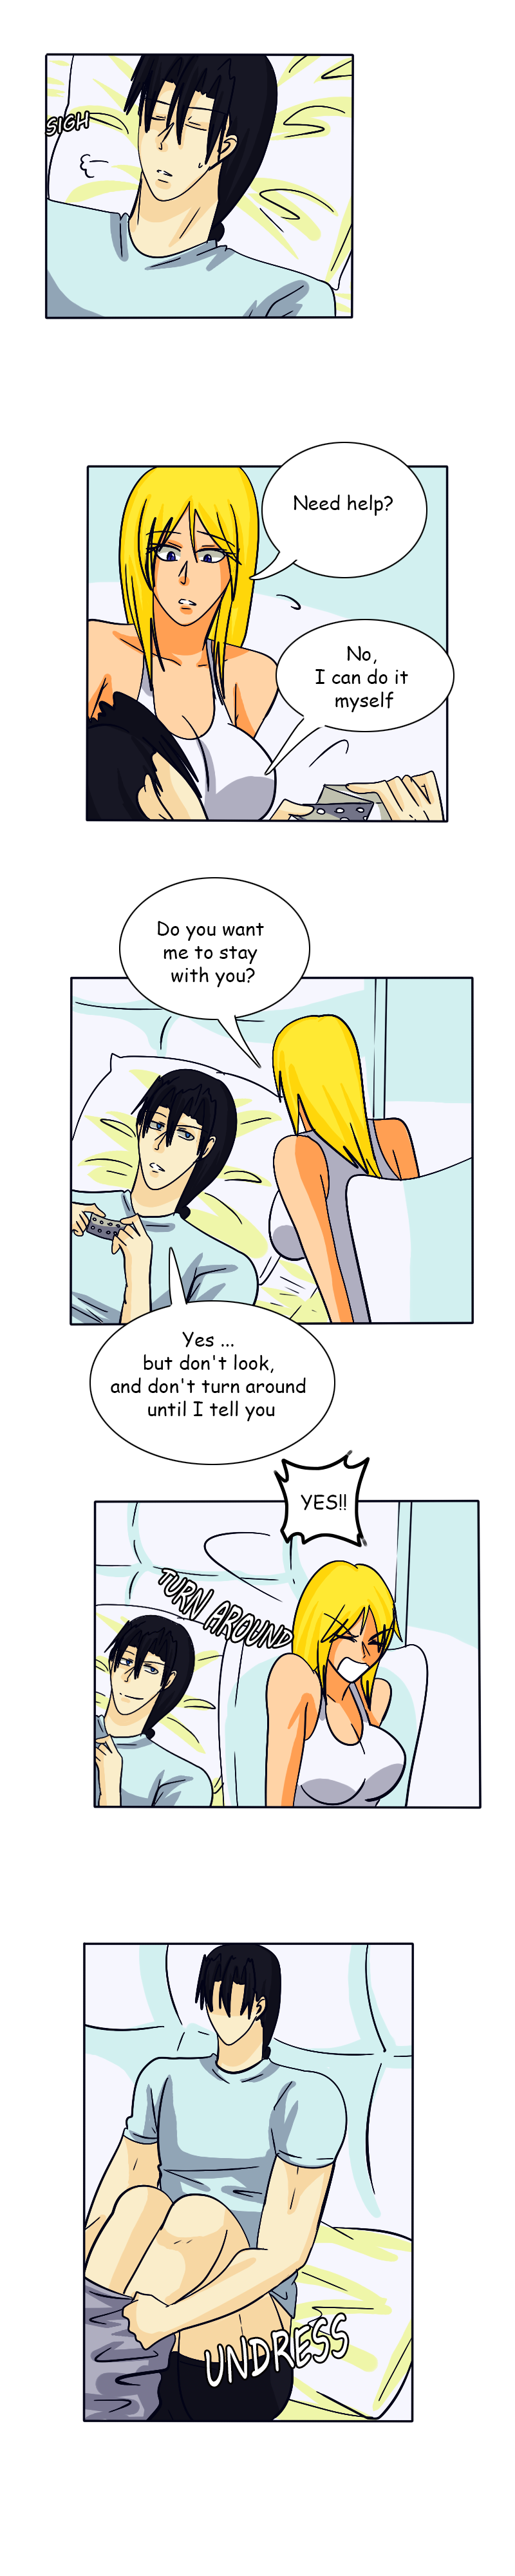 SIGH
Need help?
No,
I can do it
myself
Do you want
me to stay
with you?
Yes ...
but don't look,
and don't turn around
until I tell you
YES!!
TURN AROUND
UNDRESS